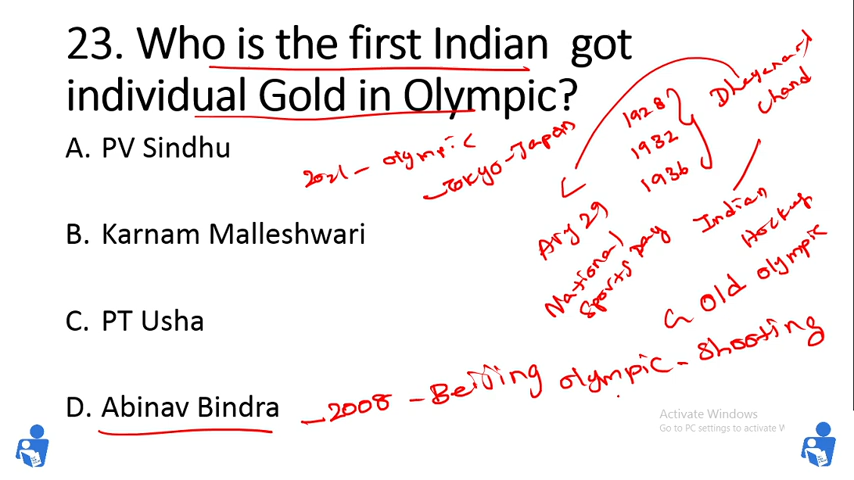 23. Who is the first Indian got
individual Gold in Olympic?
A. PV Sindhu
B. Karnam Malleshwari
C. PT Usha
D. Abinav Bindra
2021 - olympic
- Tokyo - Japan
1928
1932
1936
Dhayanand
chand
Aug 29
National
Sports Day
Indian
Hockey
Gold olympic
- 2008 - Beijing olympic - Shooting
Activate Windows
Go to PC settings to activate W